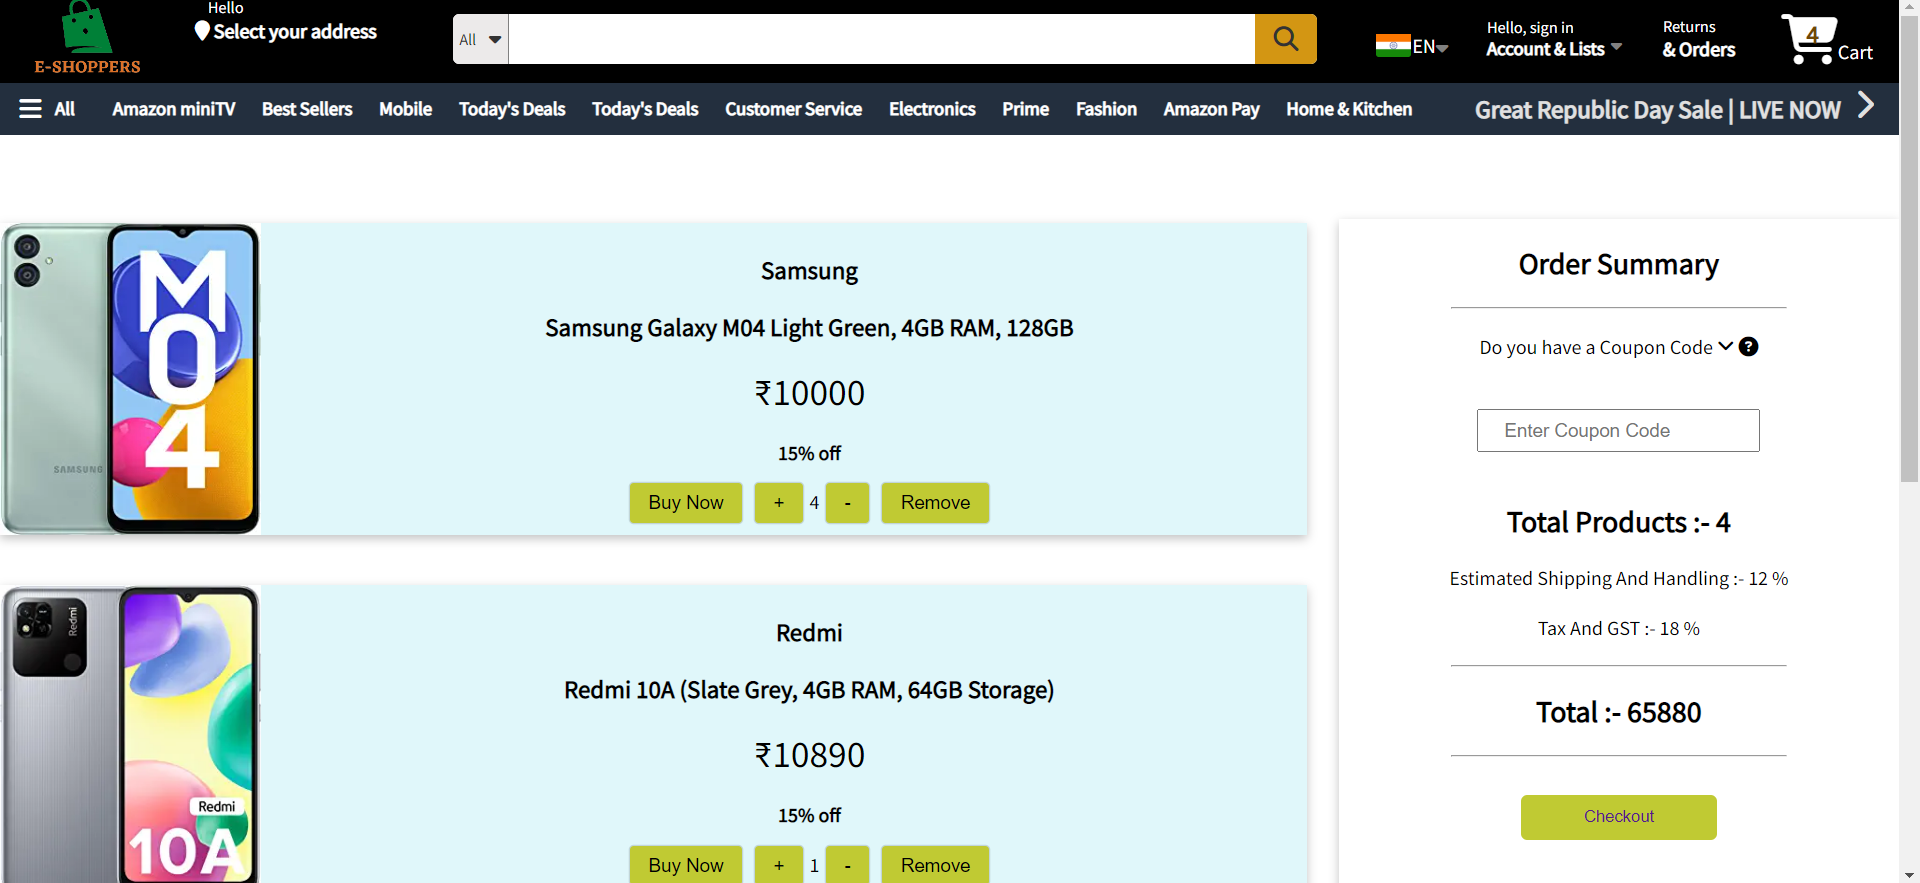 Hello
Select your address
E-SHOPPERS
All
EN
Hello, sign in
Account & Lists
Returns
& Orders
4
Cart
All
Amazon miniTV
Best Sellers
Mobile
Today's Deals
Today's Deals
Customer Service
Electronics
Prime
Fashion
Amazon Pay
Home & Kitchen
Great Republic Day Sale | LIVE NOW
M
0
4
SAMSUNG
Samsung
Samsung Galaxy M04 Light Green, 4GB RAM, 128GB
₹10000
15% off
Buy Now + 4 - Remove
Redmi
Redmi
10A
Redmi
Redmi 10A (Slate Grey, 4GB RAM, 64GB Storage)
₹10890
15% off
Buy Now + 1 - Remove
Order Summary
Do you have a Coupon Code ?
Enter Coupon Code
Total Products :- 4
Estimated Shipping And Handling :- 12 %
Tax And GST :- 18 %
Total :- 65880
Checkout